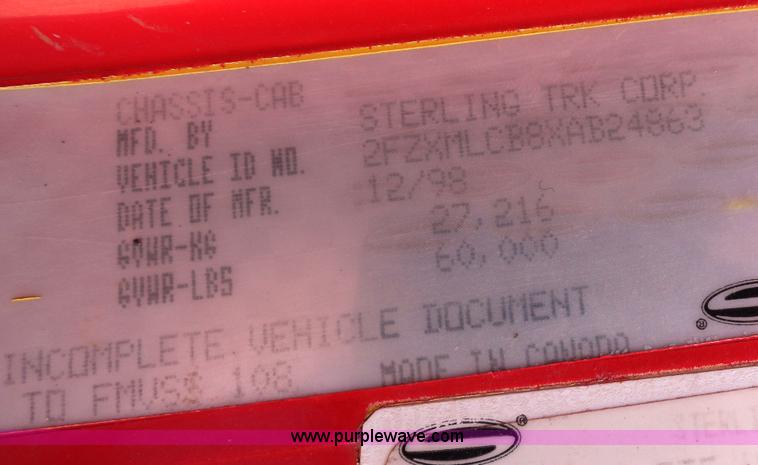 CHASSIS-CAB
MFD. BY STERLING TRK CORP.
VEHICLE ID NO. 2FZXMLCB8XAB24863
DATE OF MFR. 12/98
GVWR-KG 27,216
GVWR-LBS 60,000
INCOMPLETE VEHICLE DOCUMENT
TO FMVSS 108 MADE IN CANADA
®
®
STERLI
www.purplewave.com